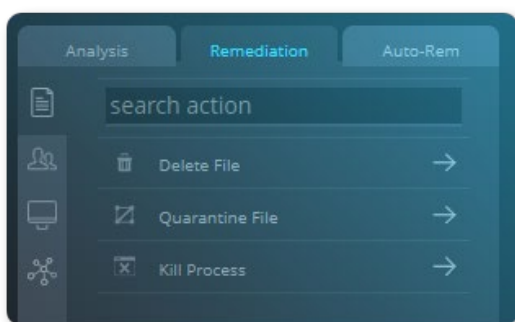 Analysis Remediation Auto-Rem
search action
Delete File
Quarantine File
Kill Process